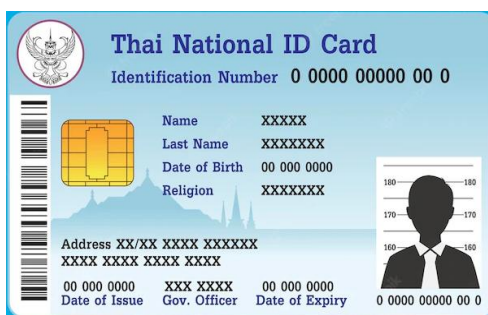 Thai National ID Card
Identification Number 0 0000 00000 00 0
Name XXXXX
Last Name XXXXXXX
Date of Birth 00 000 0000
Religion XXXXXXX
180 180
170 170
160 160
Address XX/XX XXXX XXXXXX
XXXX XXXX XXXX XXXX
00 000 0000 XXX XXXX 00 000 0000
Date of Issue Gov. Officer Date of Expiry
0 0000 00000 00 0